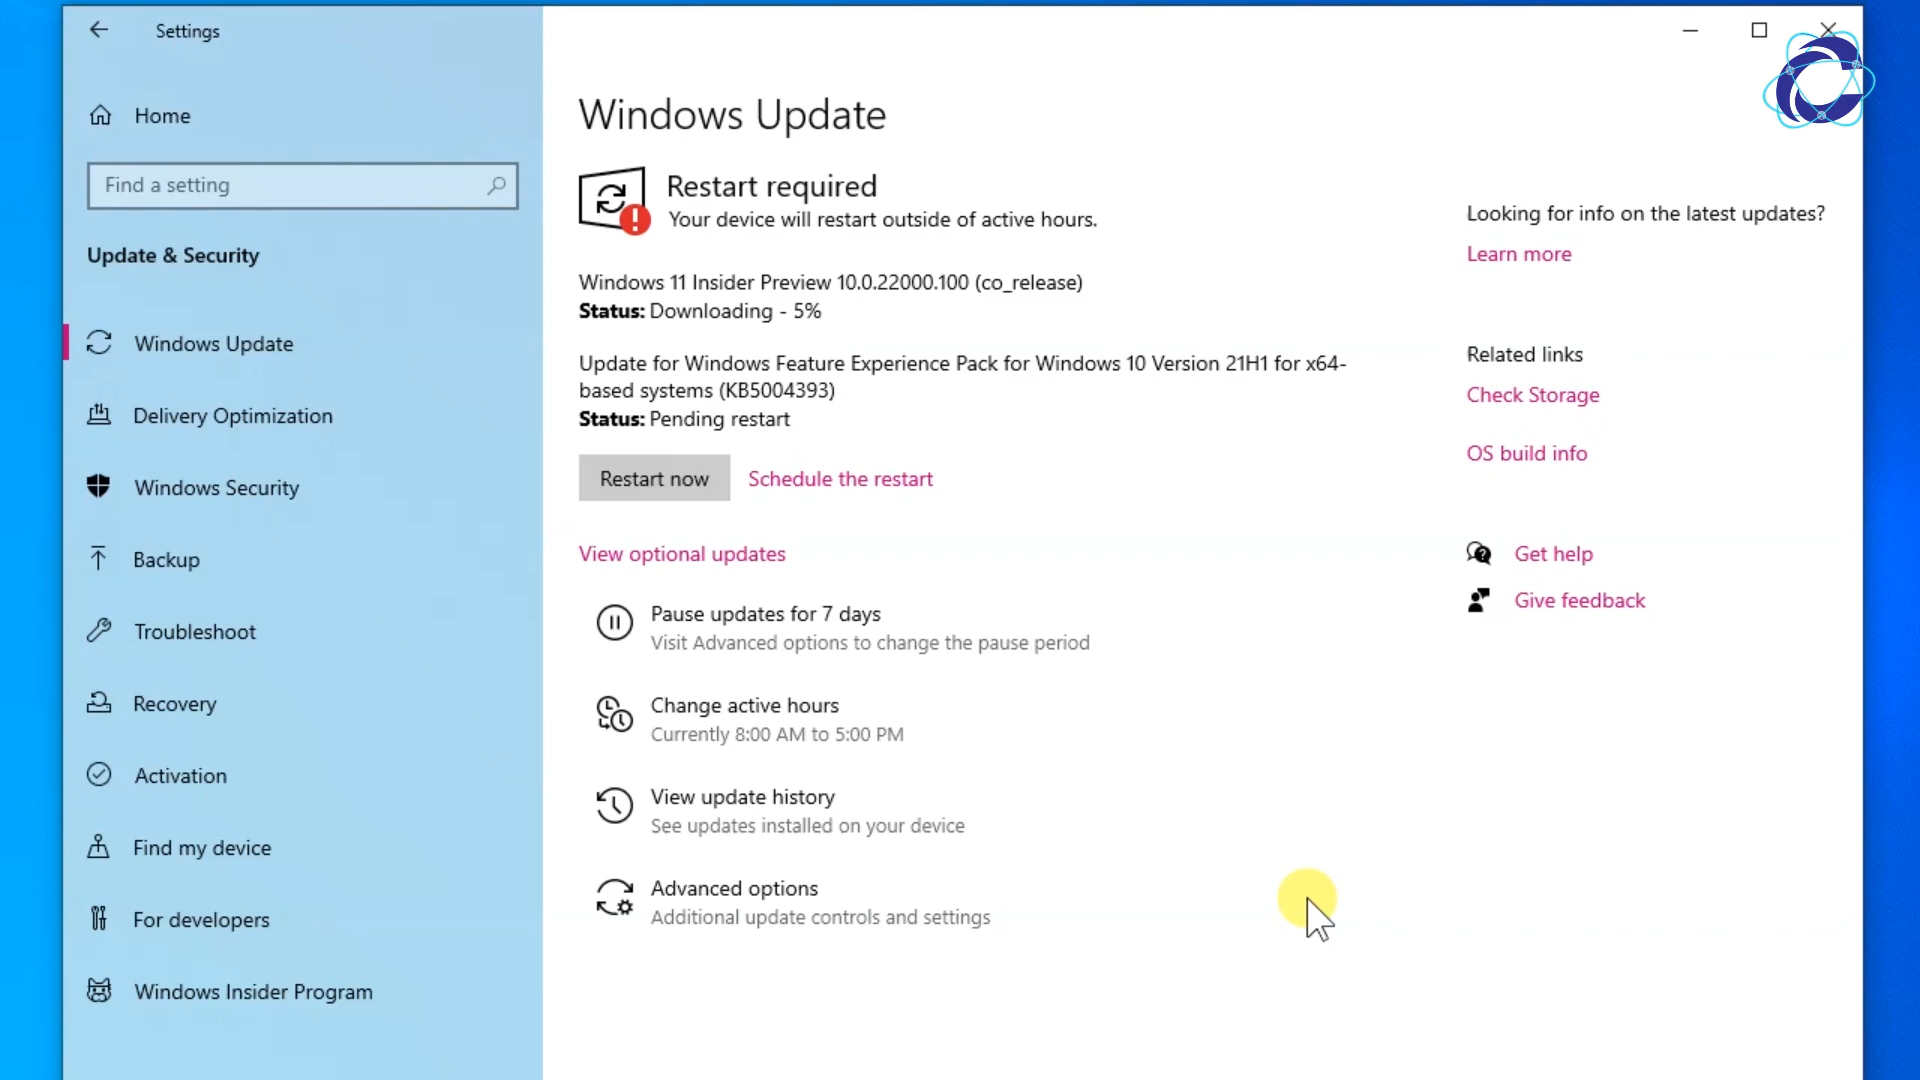 Settings
Home
Find a setting
Update & Security
Windows Update
Delivery Optimization
Windows Security
Backup
Troubleshoot
Recovery
Activation
Find my device
For developers
Windows Insider Program
Windows Update
Restart required
Your device will restart outside of active hours.
Windows 11 Insider Preview 10.0.22000.100 (co_release)
Status: Downloading - 5%
Update for Windows Feature Experience Pack for Windows 10 Version 21H1 for x64-
based systems (KB5004393)
Status: Pending restart
Restart now
Schedule the restart
View optional updates
Pause updates for 7 days
Visit Advanced options to change the pause period
Change active hours
Currently 8:00 AM to 5:00 PM
View update history
See updates installed on your device
Advanced options
Additional update controls and settings
Looking for info on the latest updates?
Learn more
Related links
Check Storage
OS build info
Get help
Give feedback